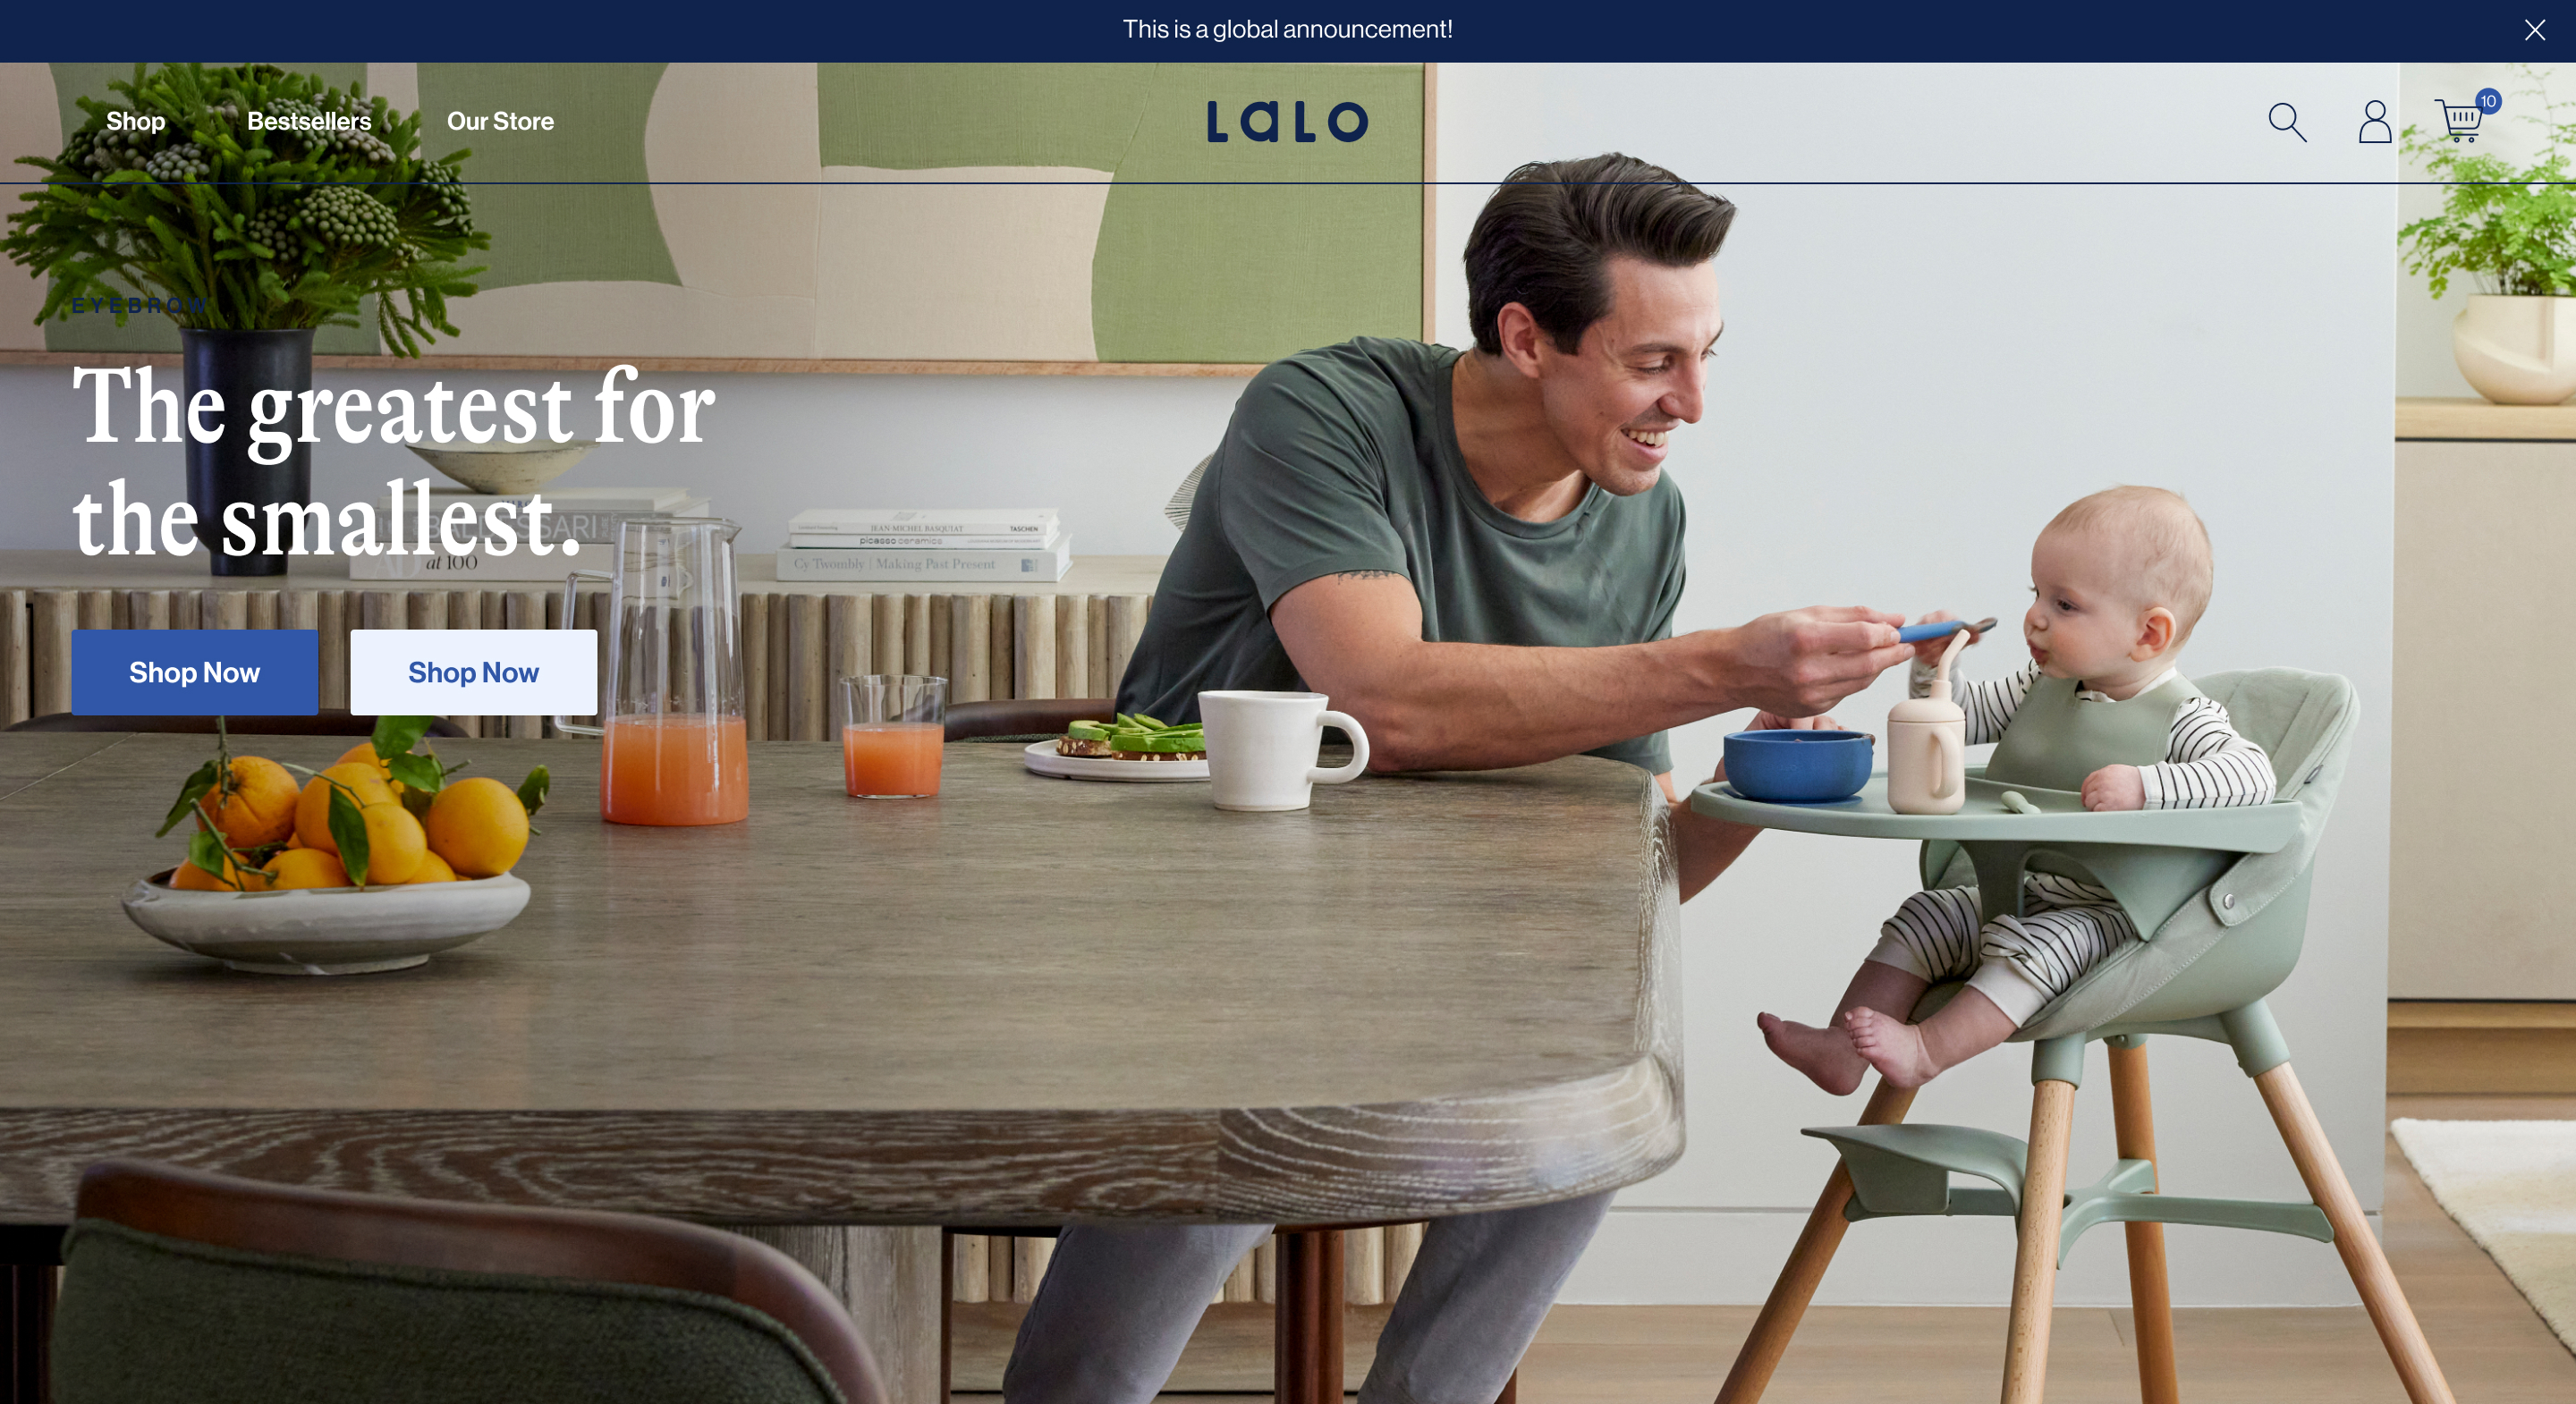 This is a global announcement!
Shop Bestsellers Our Store
LaLo
10
EYEBROW
The greatest for
the smallest.
at 100
JEAN MICHEL BASQUIAT TASCHEN
picasso ceramics
Cy Twombly | Making Past Present
Shop Now Shop Now